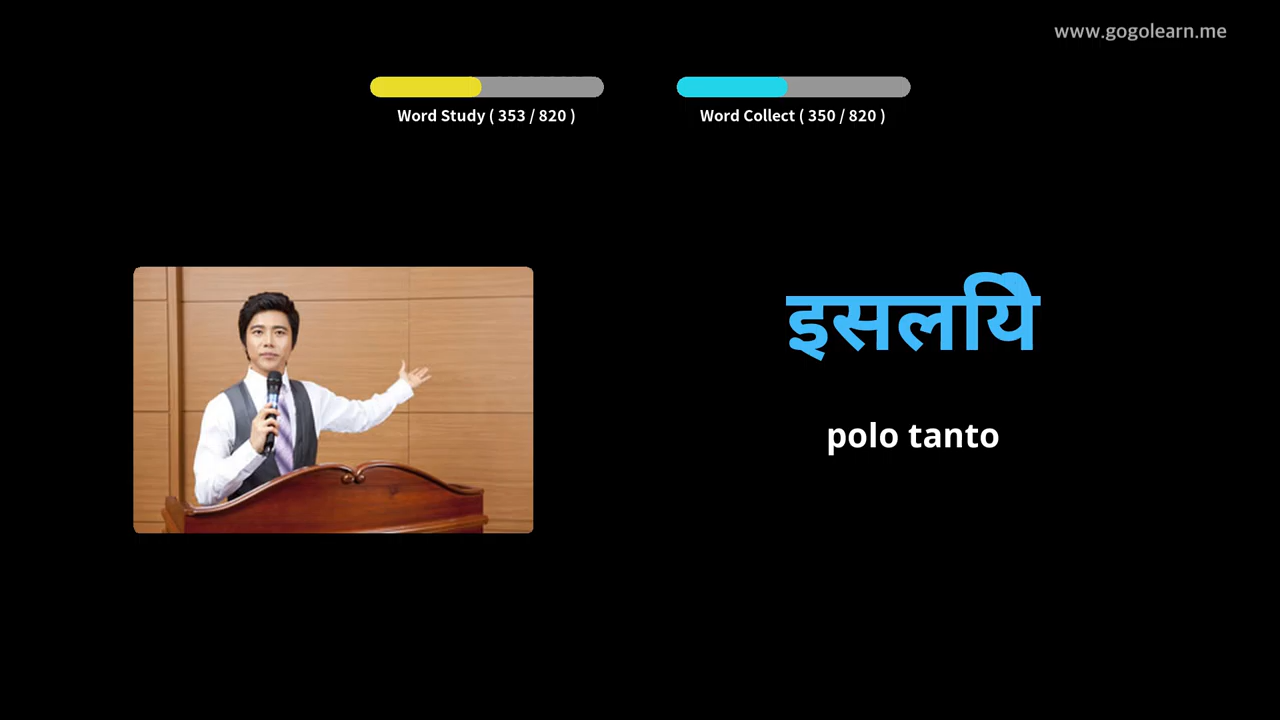 www.gogolearn.me
Word Study ( 353 / 820 )
Word Collect ( 350 / 820 )
इसलिये
polo tanto